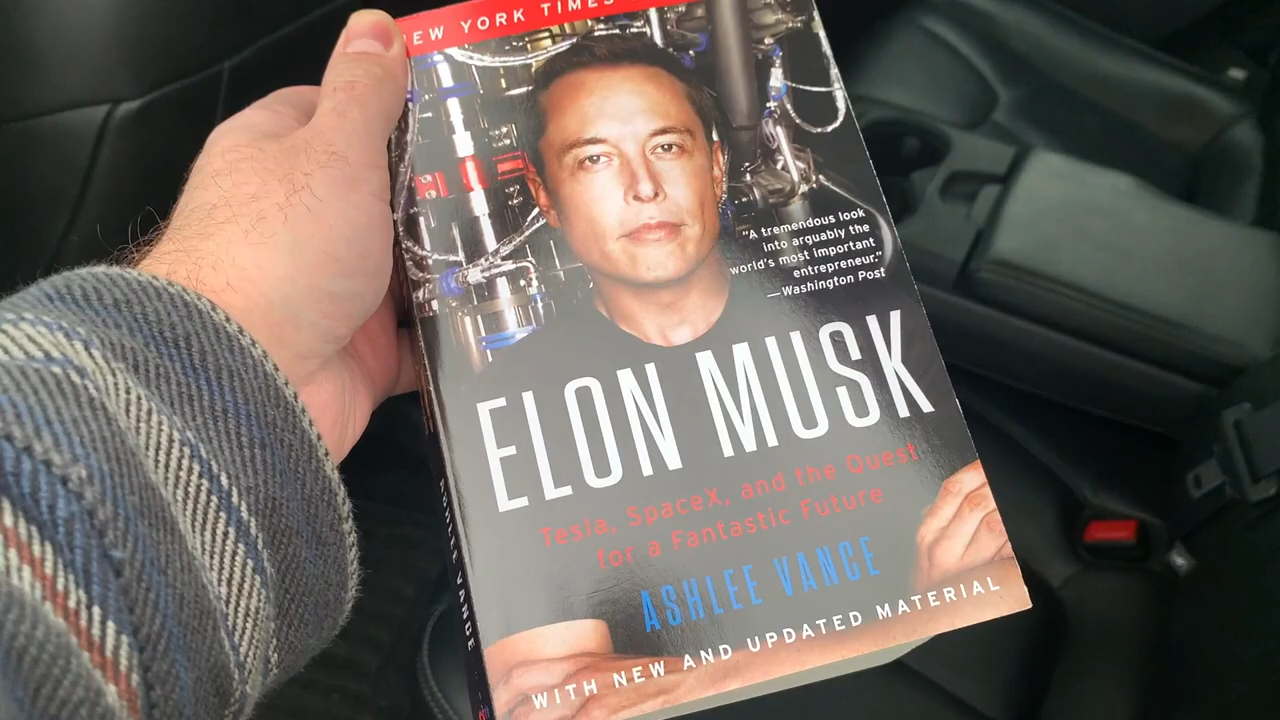 NEW YORK TIMES
"A tremendous look
into arguably the
world's most important
entrepreneur."
—Washington Post
ELON MUSK
Tesla, SpaceX, and the Quest
for a Fantastic Future
ASHLEE VANCE
WITH NEW AND UPDATED MATERIAL
ASHLEE VANCE